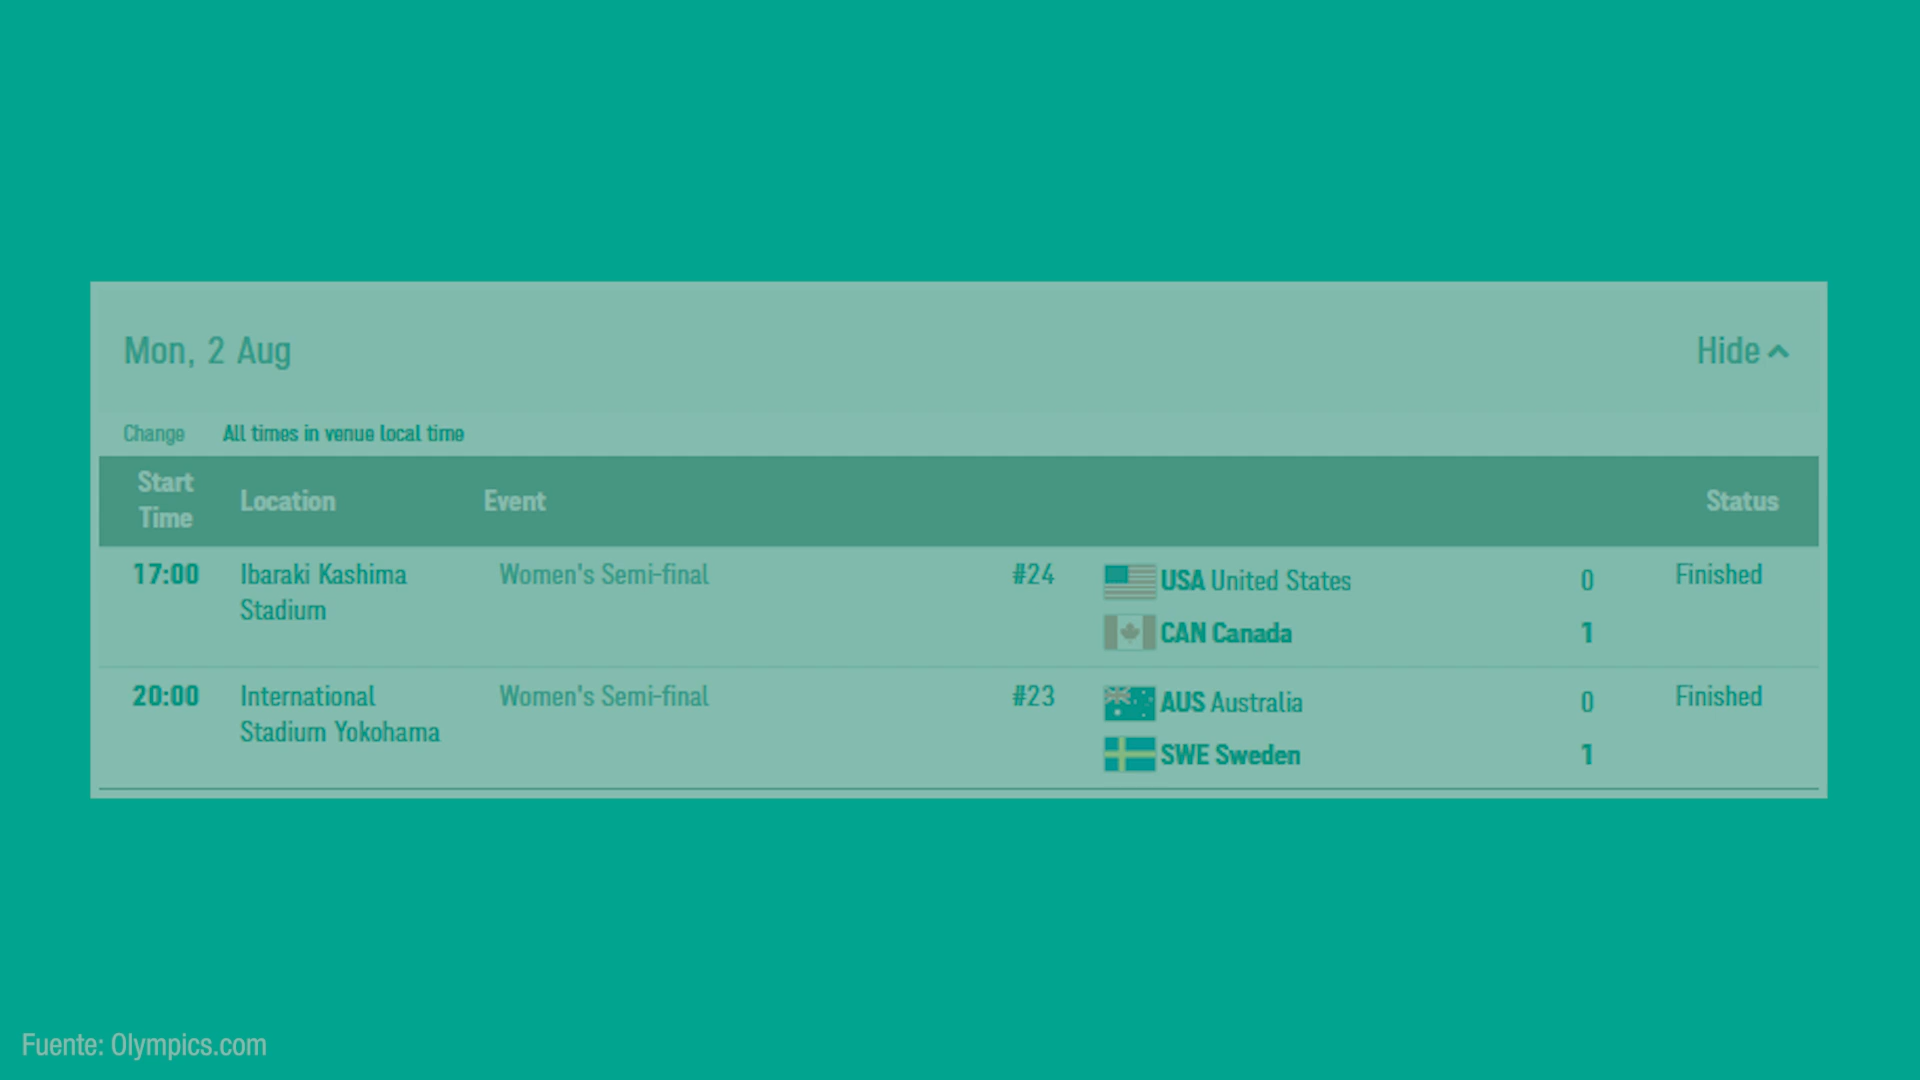 Mon, 2 Aug
Hide
Change All times in venue local time
Start
Time
Location
Event
Status
17:00
Ibaraki Kashima
Stadium
Women's Semi-final
#24
USA United States 0
CAN Canada 1
Finished
20:00
International
Stadium Yokohama
Women's Semi-final
#23
AUS Australia 0
SWE Sweden 1
Finished
Fuente: Olympics.com